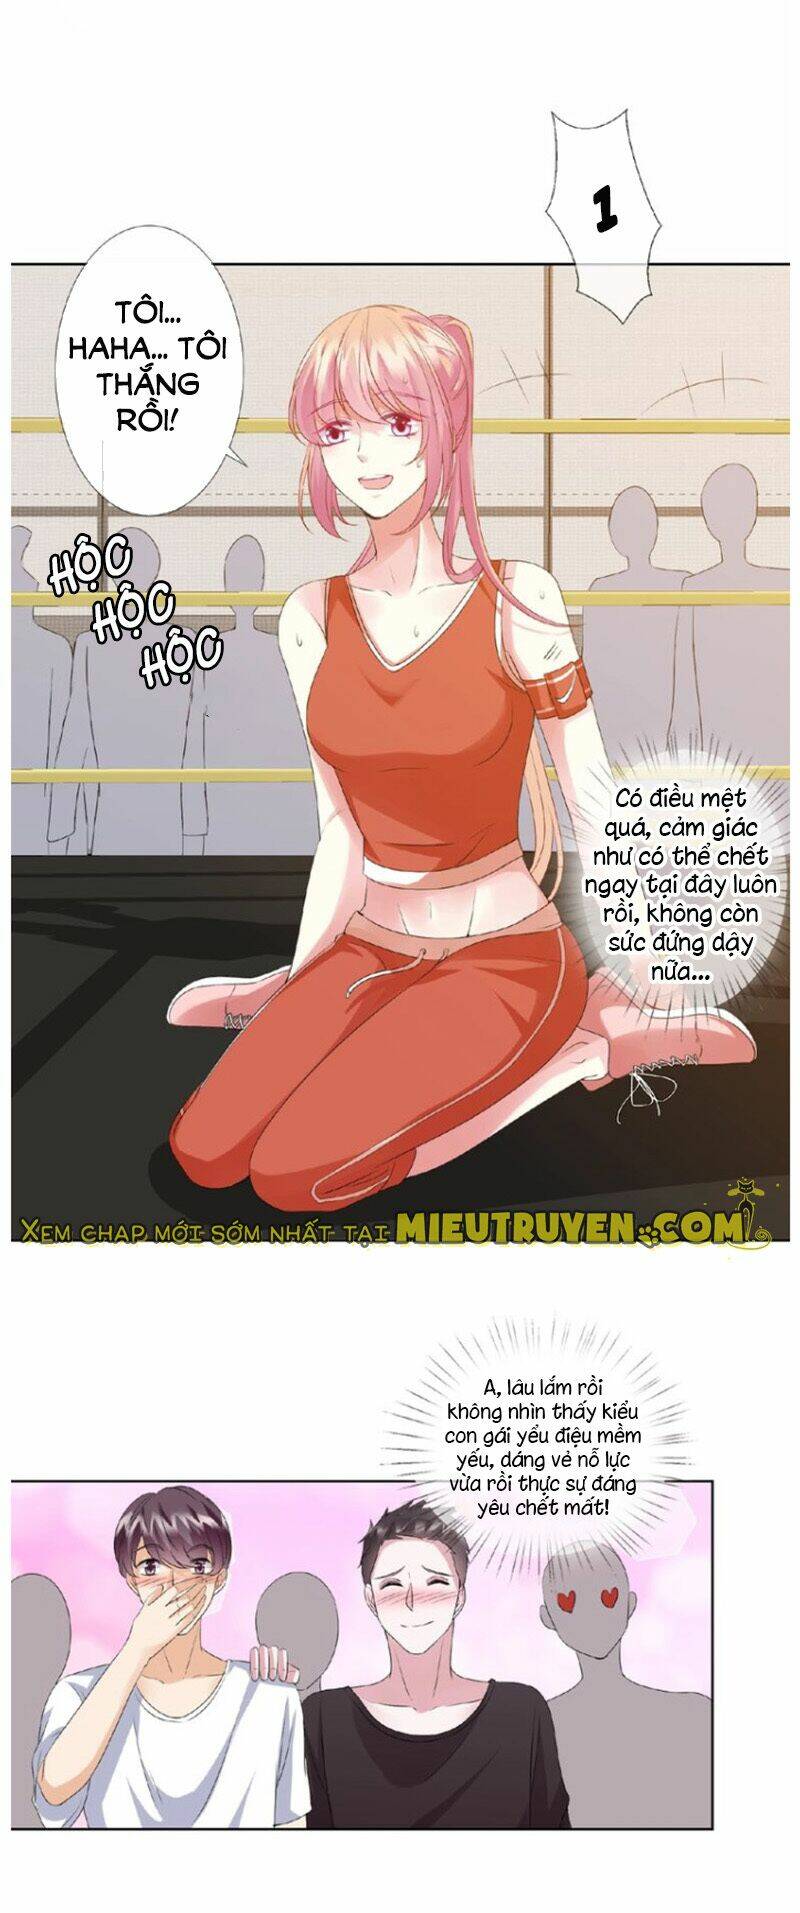 1
TÔI...
HAHA... TÔI
THẮNG
RỒI!
HỘC
HỘC
HỘC
Có điều mệt
quá, cảm giác
như có thể chết
ngay tại đây luôn
rồi, không còn
sức đứng dậy
nữa...
XEM CHAP MỚI SỚM NHẤT TẠI MIEUTRUYEN.COM
A, lâu lắm rồi
không nhìn thấy kiểu
con gái yểu điệu mềm
yếu, dáng vẻ nỗ lực
vừa rồi thực sự đáng
yêu chết mất!